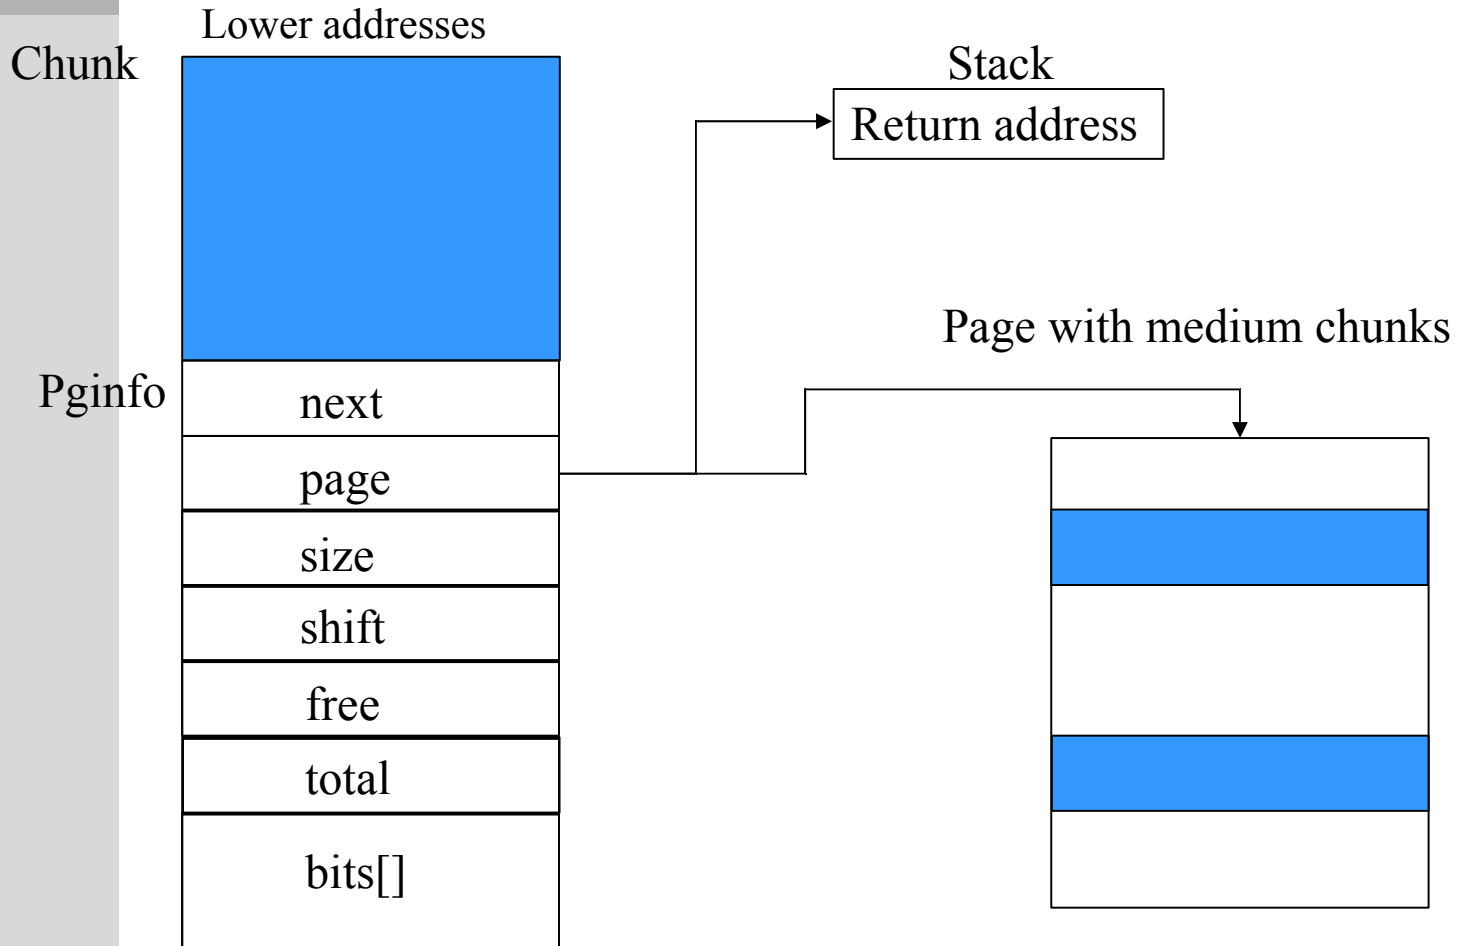 Lower addresses
Chunk
Stack
Return address
Page with medium chunks
Pginfo
next
page
size
shift
free
total
bits[]